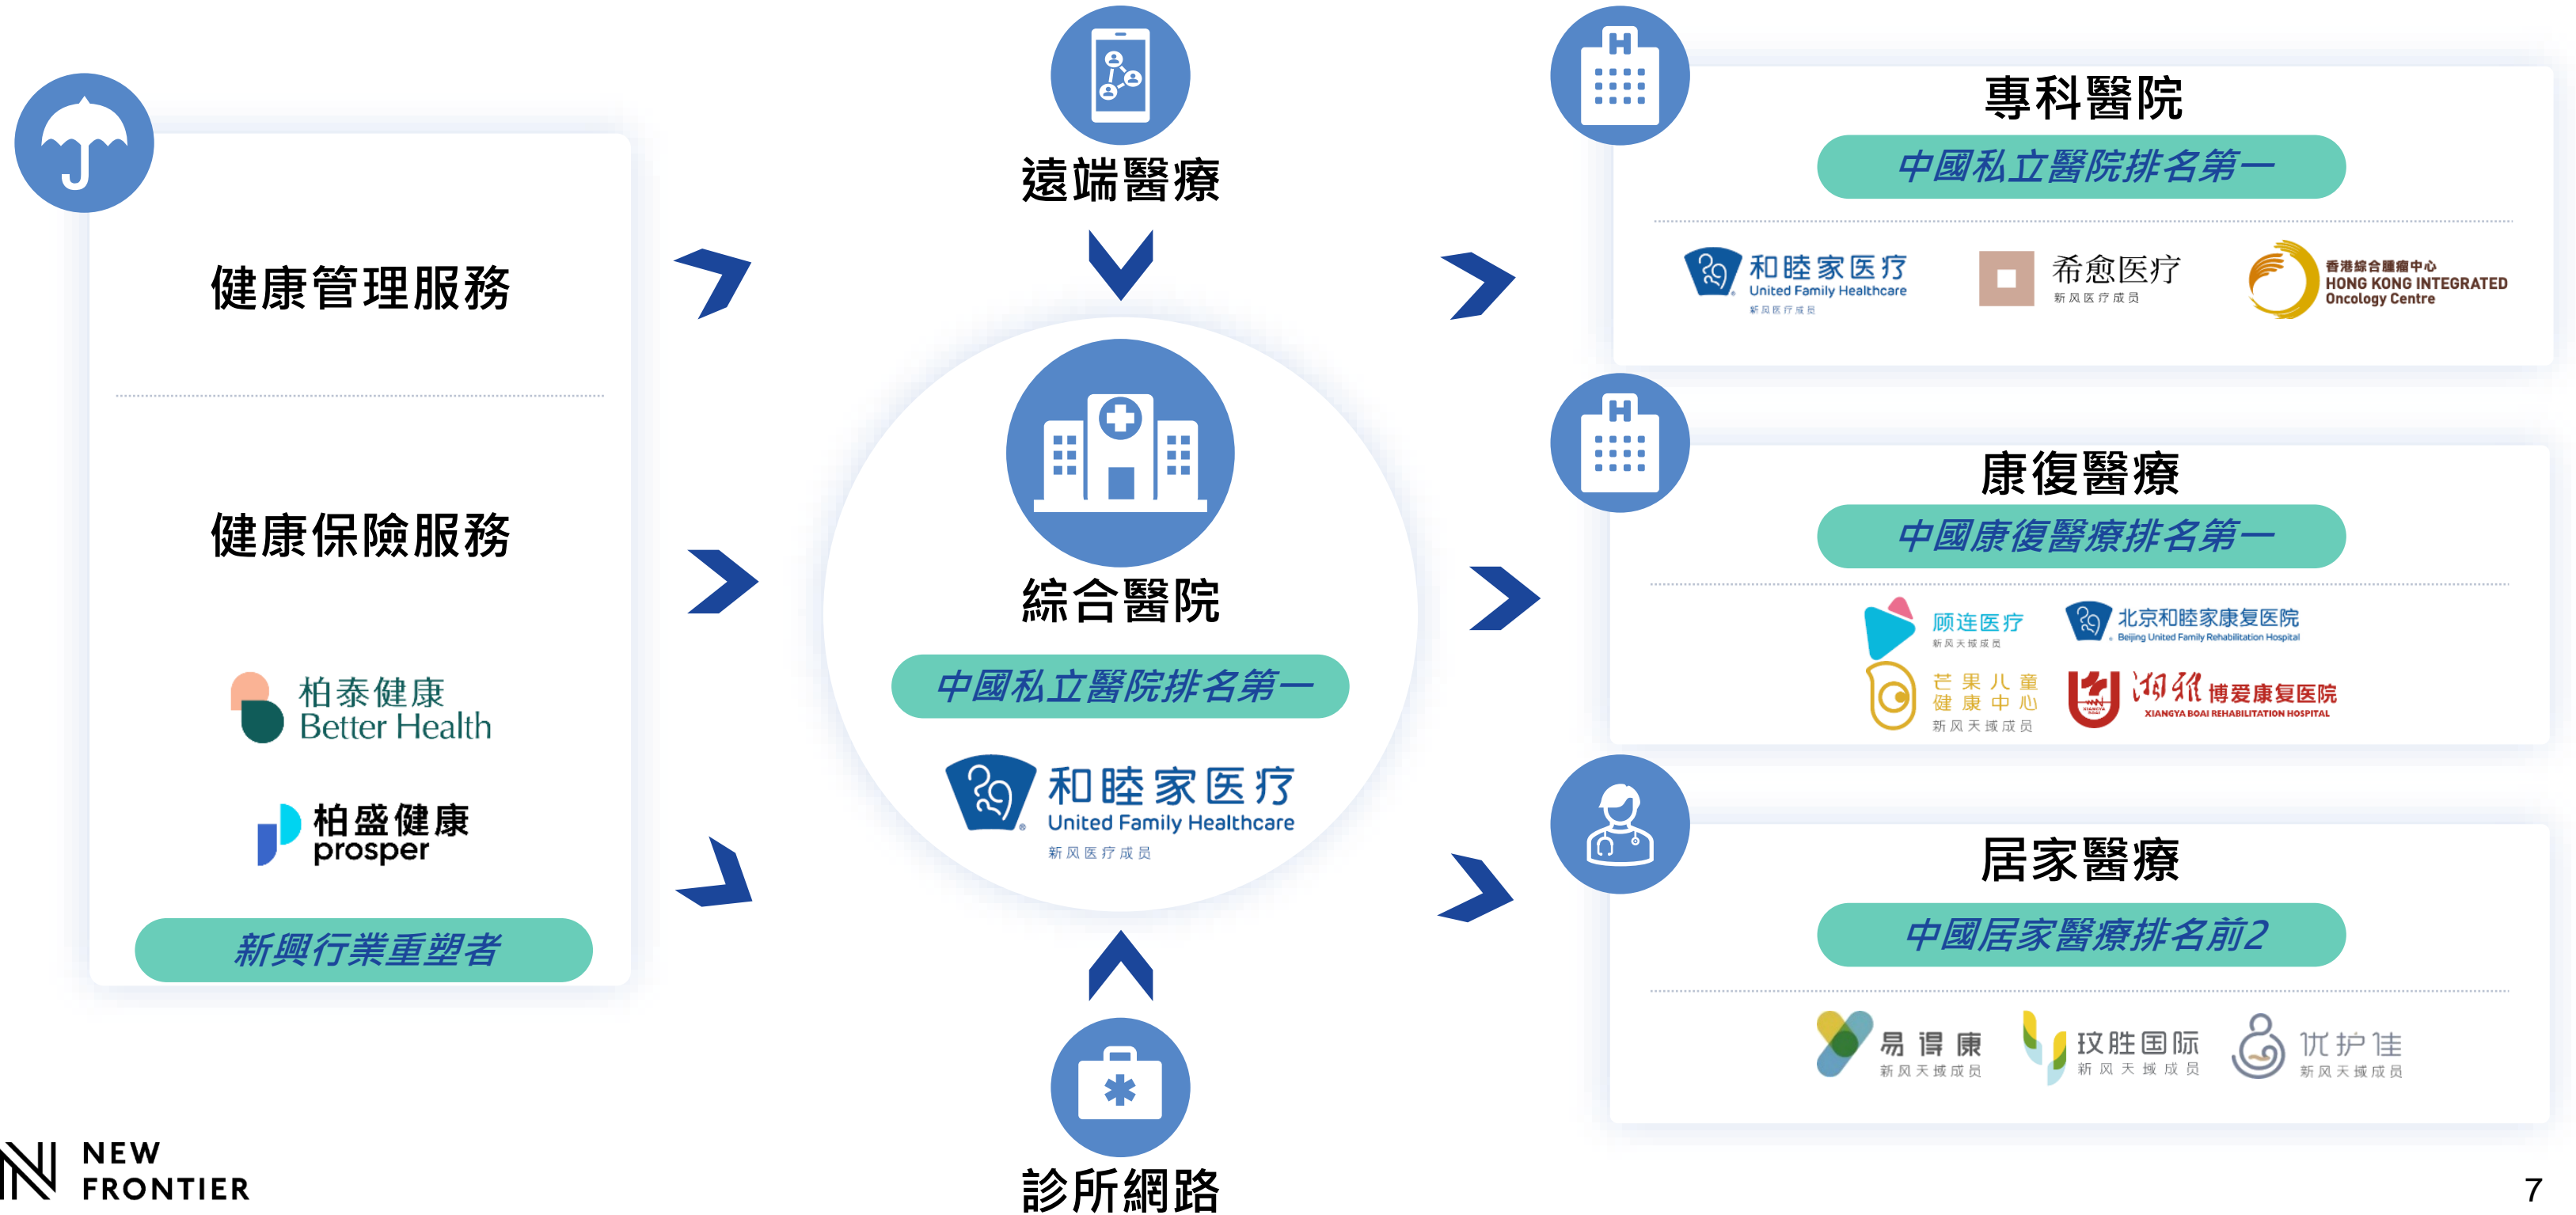 健康管理服務
健康保險服務
柏泰健康
Better Health
柏盛健康
prosper
新興行業重塑者
遠端醫療
綜合醫院
中國私立醫院排名第一
和睦家医疗
United Family Healthcare
新风医疗成员
診所網路
專科醫院
中國私立醫院排名第一
和睦家医疗
United Family Healthcare
新风医疗成员
希愈医疗
新风医疗成员
香港綜合腫瘤中心
HONG KONG INTEGRATED
Oncology Centre
康復醫療
中國康復醫療排名第一
顾连医疗
新风天域成员
北京和睦家康复医院
Beijing United Family Rehabilitation Hospital
芒果儿童
健康中心
新风天域成员
湘雅博爱康复医院
XIANGYA BOAI REHABILITATION HOSPITAL
居家醫療
中國居家醫療排名前2
易得康
新风天域成员
玟胜国际
新风天域成员
优护佳
新风天域成员
NEW
FRONTIER
7